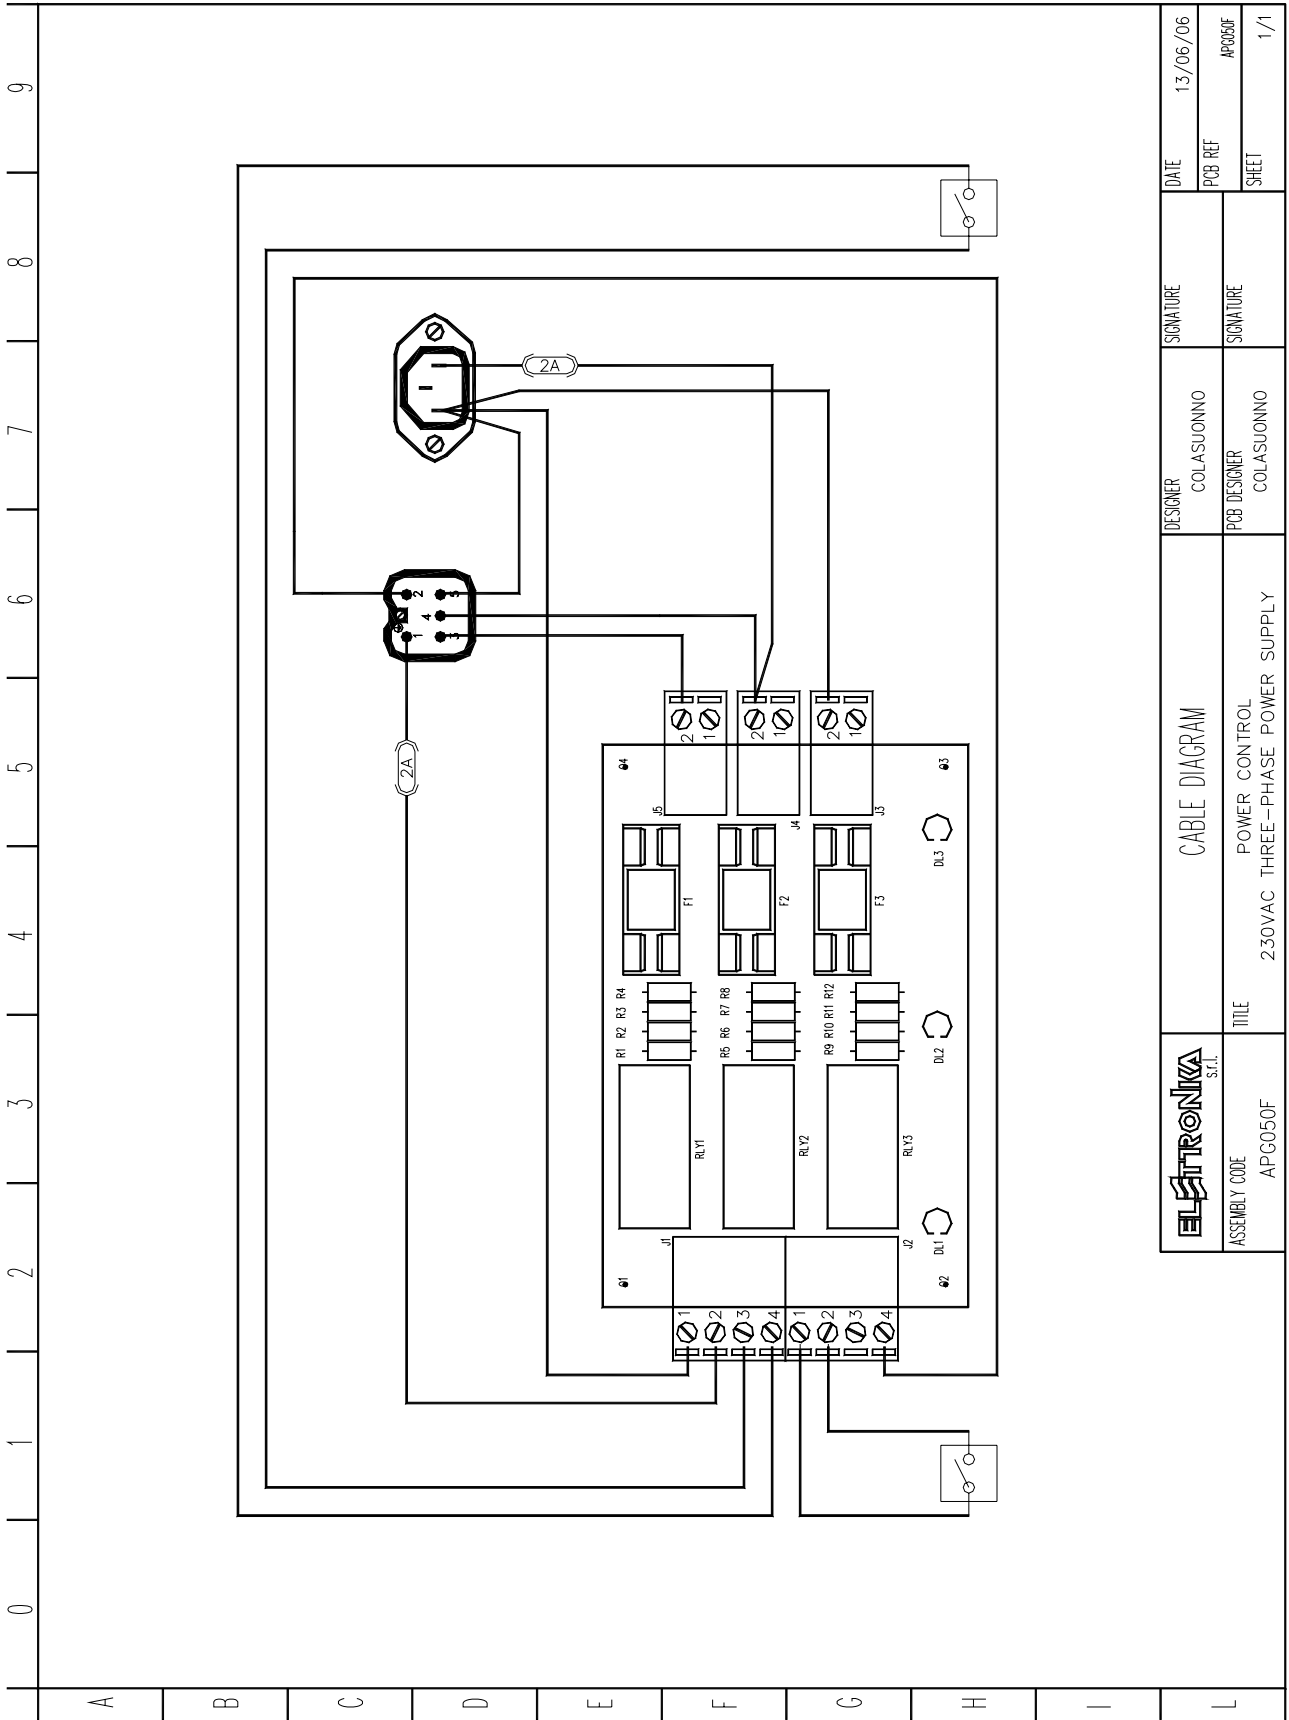 0 1 2 3 4 5 6 7 8 9
A
B
C
D
E
F
G
H
I
L
2A
2A
1 2
3 4 5
J5
2 1
J4
2 1
J3
2 1
Q4
Q3
F1
F2
F3
DL3
R1 R2 R3 R4
R5 R6 R7 R8
R9 R10 R11 R12
DL2
RLY1
RLY2
RLY3
DL1
J1
J2
Q1
Q2
1 2 3 4
1 2 3 4
ELETTRONIKA
S.r.l.
ASSEMBLY CODE
APG050F
CABLE DIAGRAM
TITLE
POWER CONTROL
230VAC THREE-PHASE POWER SUPPLY
DESIGNER
COLASUONNO
PCB DESIGNER
COLASUONNO
SIGNATURE
SIGNATURE
DATE
13/06/06
PCB REF
APG050F
SHEET
1/1